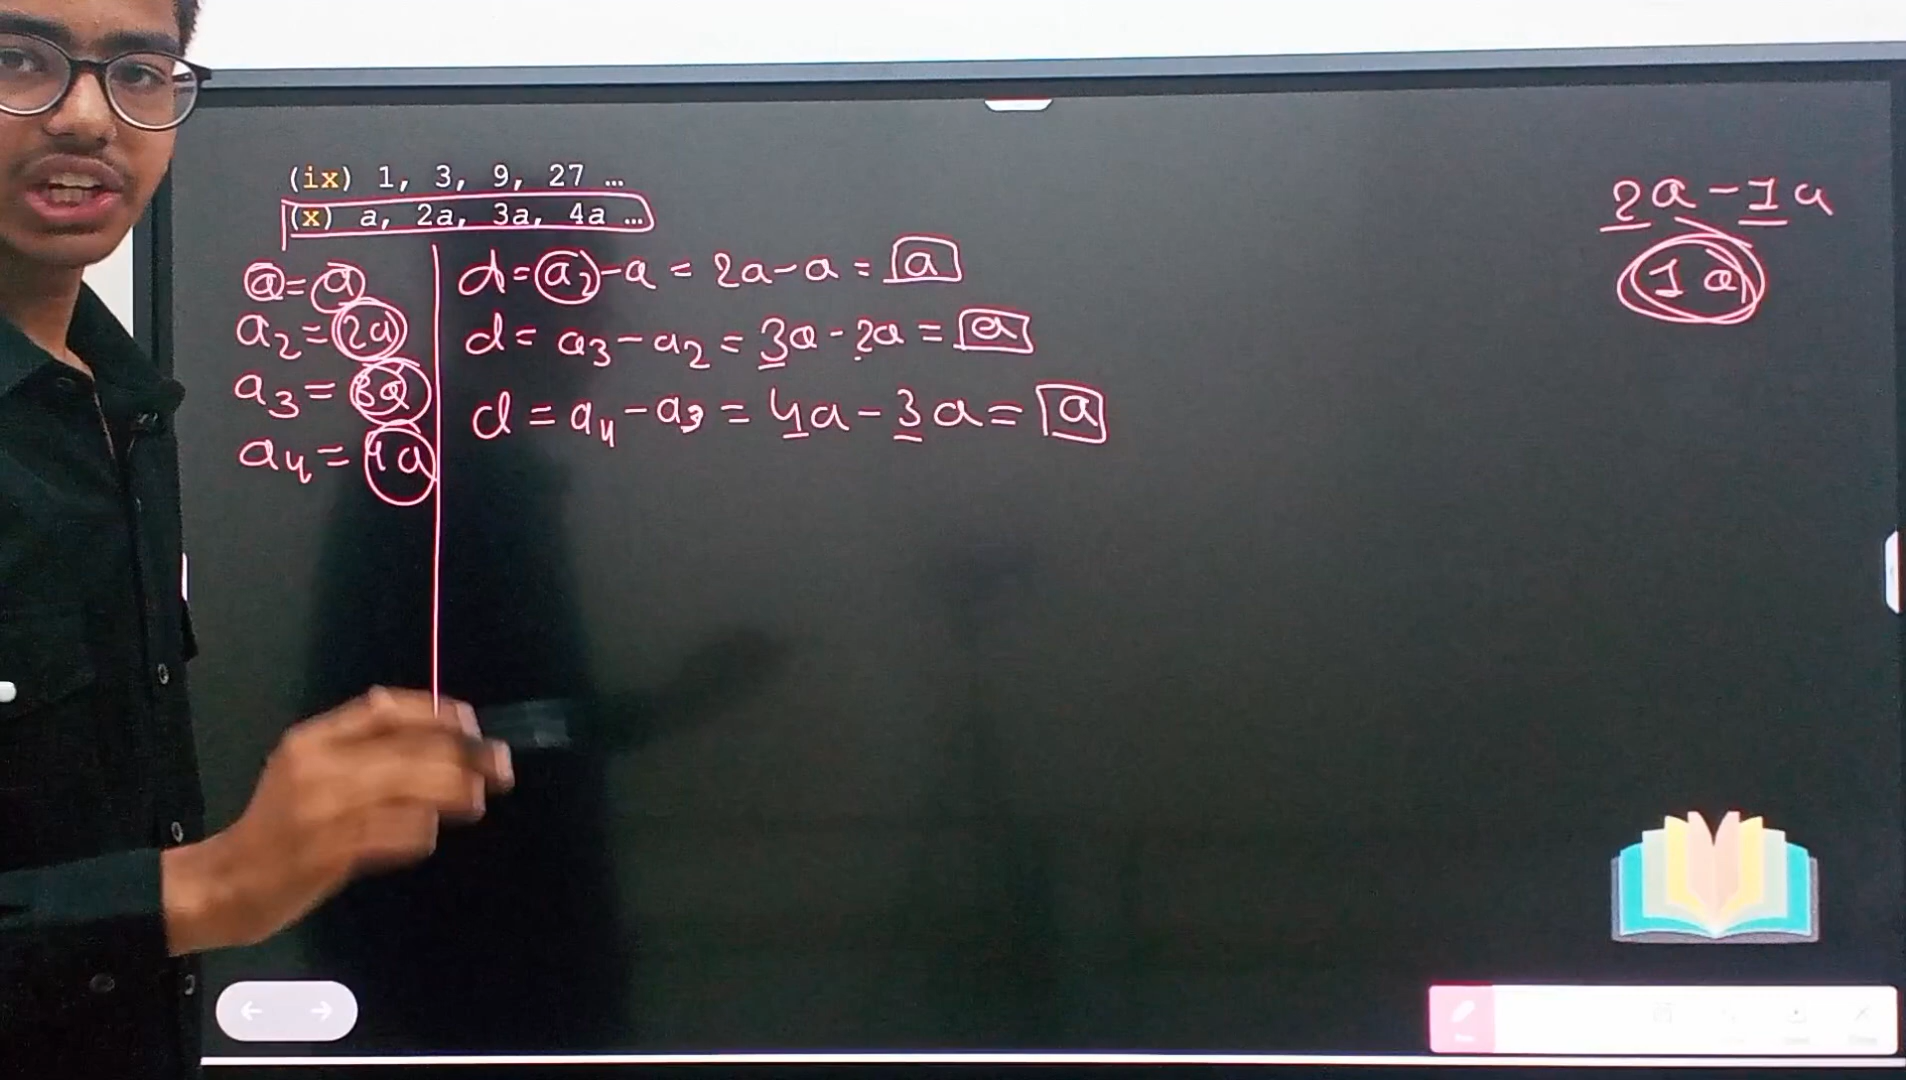 (ix) 1, 3, 9, 27 ...
(x) a, 2a, 3a, 4a ...
a = a
a₂ = 2a
a₃ = 3a
a₄ = 4a
d = a₂ - a = 2a - a = a
d = a₃ - a₂ = 3a - 2a = a
d = a₄ - a₃ = 4a - 3a = a
2a - 1a
1a